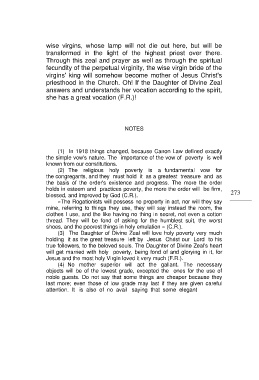 wise virgins, whose lamp will not die out here, but will be
transformed in the light of the highest priest over there.
Through this zeal and prayer as well as through the spiritual
fecundity of the perpetual virginity, the wise virgin bride of the
virgins' king will somehow become mother of Jesus Christ's
priesthood in the Church. Oh! If the Daughter of Divine Zeal
answers and understands her vocation according to the spirit,
she has a great vocation (F.R.)!
NOTES
(1) In 1918 things changed, because Canon Law defined exactly
the simple vow's nature. The importance of the vow of poverty is well
known from our constitutions.
(2) The religious holy poverty is a fundamental vow for
the congregants, and they must hold it as a greatest treasure and as
the basis of the order's existence and progress. The more the order
holds in esteem and practices poverty, the more the order will be firm,
blessed, and improved by God (C.R.).
«The Rogationists will possess no property in act, nor will they say
mine, referring to things they use, they will say instead the room, the
clothes I use, and the like having no thing in secret, not even a cotton
thread. They will be fond of asking for the humblest suit, the worst
shoes, and the poorest things in holy emulation » (C.R.).
(3) The Daughter of Divine Zeal will love holy poverty very much
holding it as the great treasure left by Jesus Christ our Lord to his
true followers, to the beloved souls. The Daughter of Divine Zeal's heart
will get married with holy poverty, being fond of and glorying in it, for
Jesus and the most holy Virgin loved it very much (F.R.).
(4) No mother superior will act the gallant. The necessary
objects will be of the lowest grade, excepted the ones for the use of
noble guests. Do not say that some things are cheaper because they
last more; even those of low grade may last if they are given careful
attention. It is also of no avail saying that some elegant
273